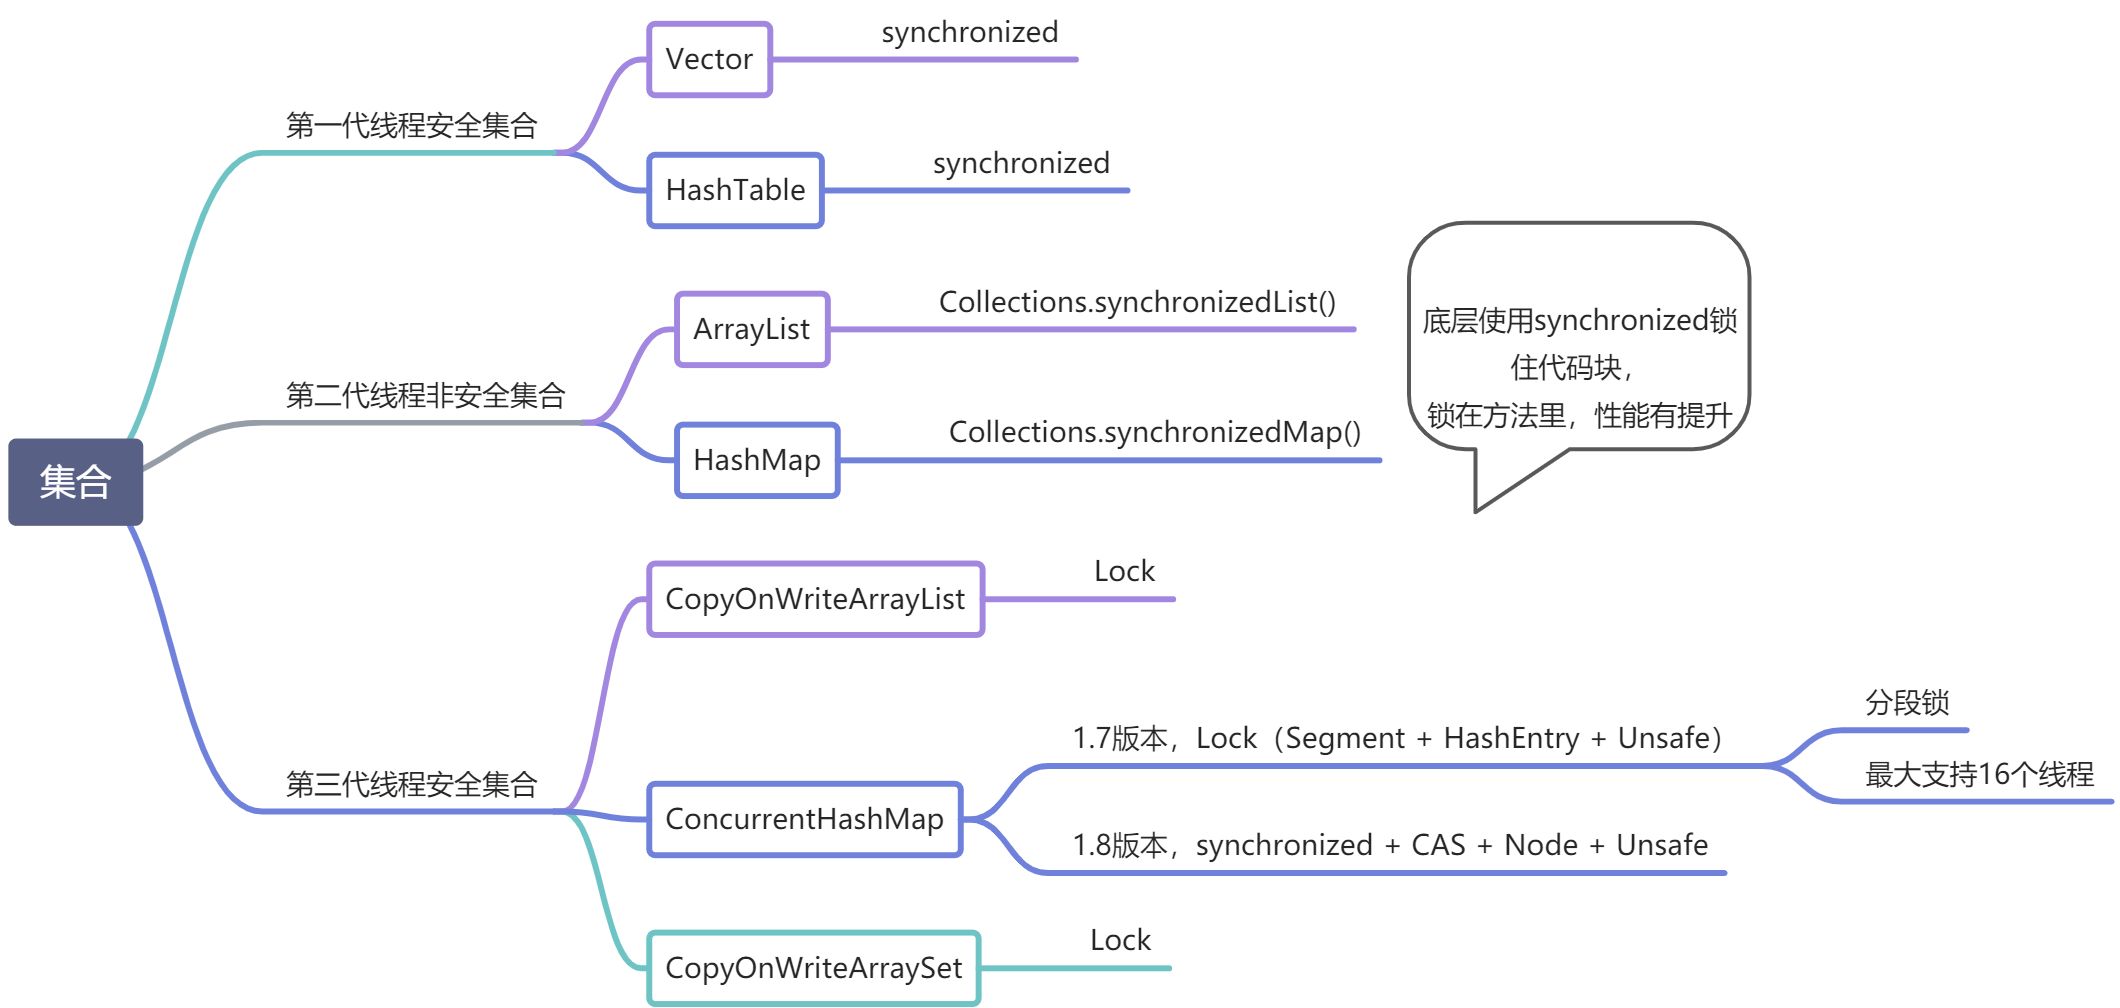 集合
第一代线程安全集合
Vector
synchronized
HashTable
synchronized
第二代线程非安全集合
ArrayList
Collections.synchronizedList()
HashMap
Collections.synchronizedMap()
底层使用synchronized锁
住代码块，
锁在方法里，性能有提升
第三代线程安全集合
CopyOnWriteArrayList
Lock
ConcurrentHashMap
1.7版本，Lock（Segment + HashEntry + Unsafe）
分段锁
最大支持16个线程
1.8版本，synchronized + CAS + Node + Unsafe
CopyOnWriteArraySet
Lock